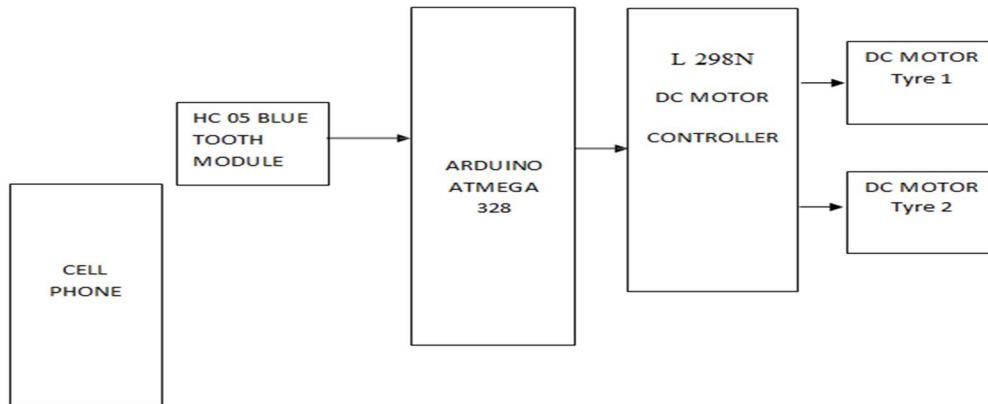 HC 05 BLUE
TOOTH
MODULE
CELL
PHONE
ARDUINO
ATMEGA
328
L 298N
DC MOTOR
CONTROLLER
DC MOTOR
Tyre 1
DC MOTOR
Tyre 2